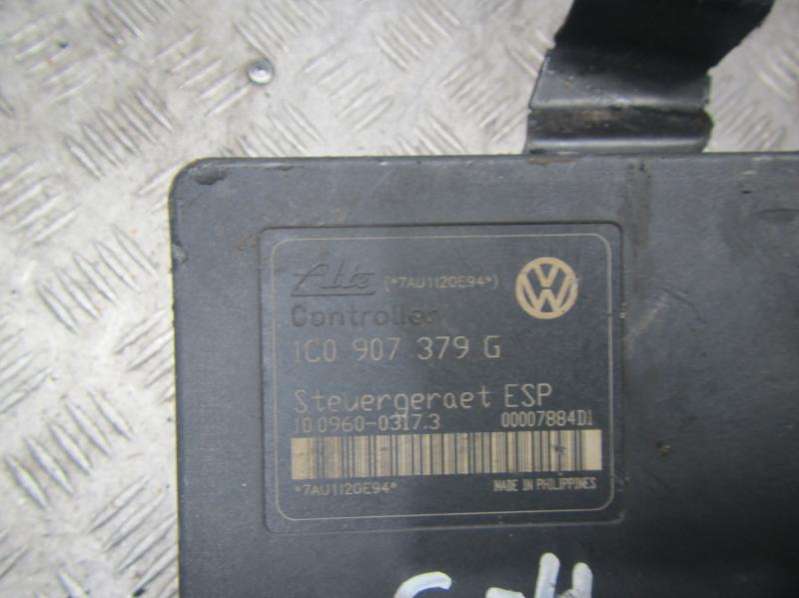 Ate (*7AU1120E94*)
Controller
1C0 907 379 G
Steuergeraet ESP
10.0960-0317.3 00007884D1
*7AU1120E94*
MADE IN PHILIPPINES